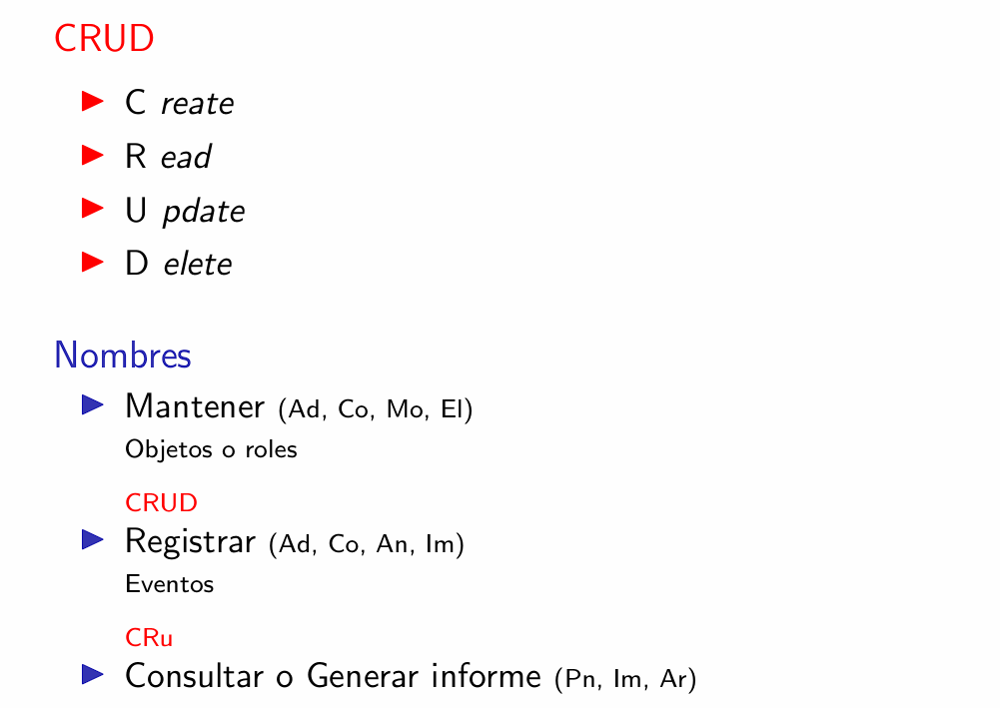 CRUD
C reate
R ead
U pdate
D elete
Nombres
Mantener (Ad, Co, Mo, El)
Objetos o roles
CRUD
Registrar (Ad, Co, An, Im)
Eventos
CRu
Consultar o Generar informe (Pn, Im, Ar)